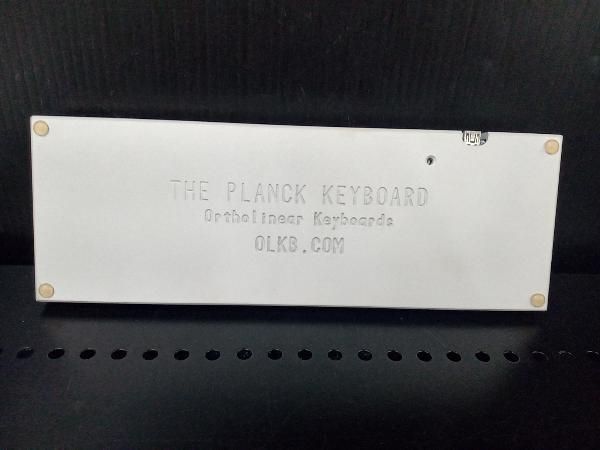 THE PLANCK KEYBOARD
Ortholinear Keyboards
OLKB.COM